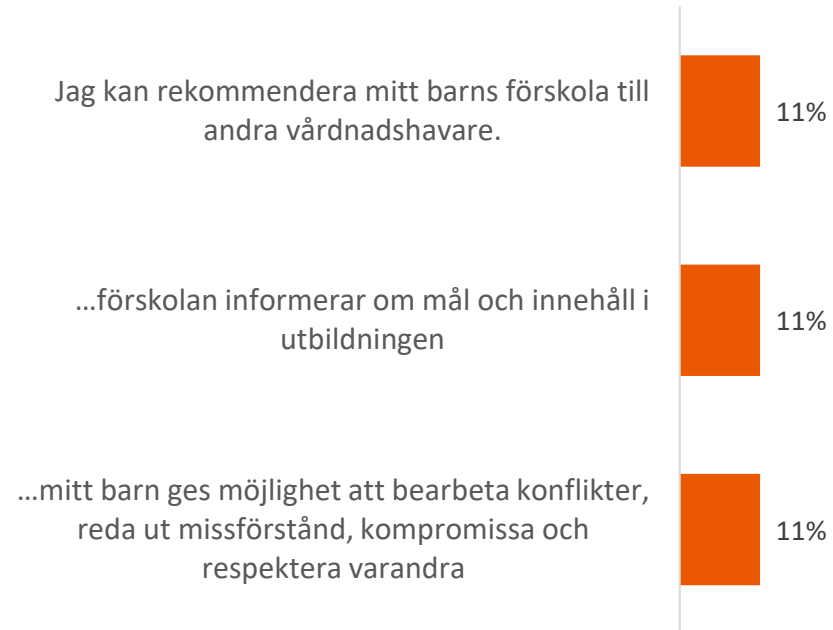 Jag kan rekommendera mitt barns förskola till
andra vårdnadshavare.
11%
...förskolan informerar om mål och innehåll i
utbildningen
11%
...mitt barn ges möjlighet att bearbeta konflikter,
reda ut missförstånd, kompromissa och
respektera varandra
11%